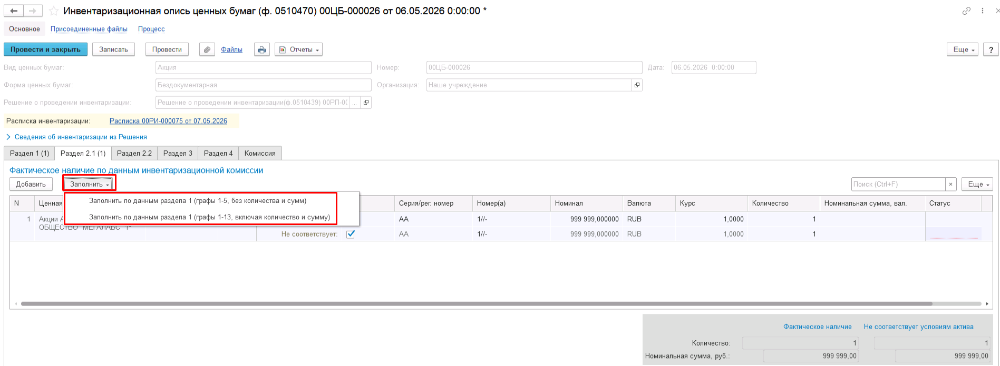 Инвентаризационная опись ценных бумаг (ф. 0510470) 00ЦБ-000026 от 06.05.2026 0:00:00 *
Основное Присоединенные файлы Процесс
Провести и закрыть Записать Провести Файлы Отчеты Еще ?
Вид ценных бумаг: Акция Номер: 00ЦБ-000026 Дата: 06.05.2026 0:00:00
Форма ценных бумаг: Бездокументарная Организация: Наше учреждение
Решение о проведении инвентаризации: Решение о проведении инвентаризации(ф.0510439) 00РП-0 ...
Расписка инвентаризации: Расписка 00РИ-000075 от 07.05.2026
Сведения об инвентаризации из Решения
Раздел 1 (1) Раздел 2.1 (1) Раздел 2.2 Раздел 3 Раздел 4 Комиссия
Фактическое наличие по данным инвентаризационной комиссии
Добавить Заполнить Поиск (Ctrl+F) × Еще
Заполнить по данным раздела 1 (графы 1-5, без количества и сумм)
Заполнить по данным раздела 1 (графы 1-13, включая количество и сумму)
N Ценная Серия/рег. номер Номер(а) Номинал Валюта Курс Количество Номинальная сумма, вал. Статус
1 Акции АА 1//- 999 999,000000 RUB 1,0000 1
ОБЩЕСТВО "МЕГАЛАБС" 1"
Не соответствует: АА 1//- 999 999,000000 RUB 1,0000 1
Фактическое наличие Не соответствует условиям актива
Количество: 1 1
Номинальная сумма, руб.: 999 999,00 999 999,00